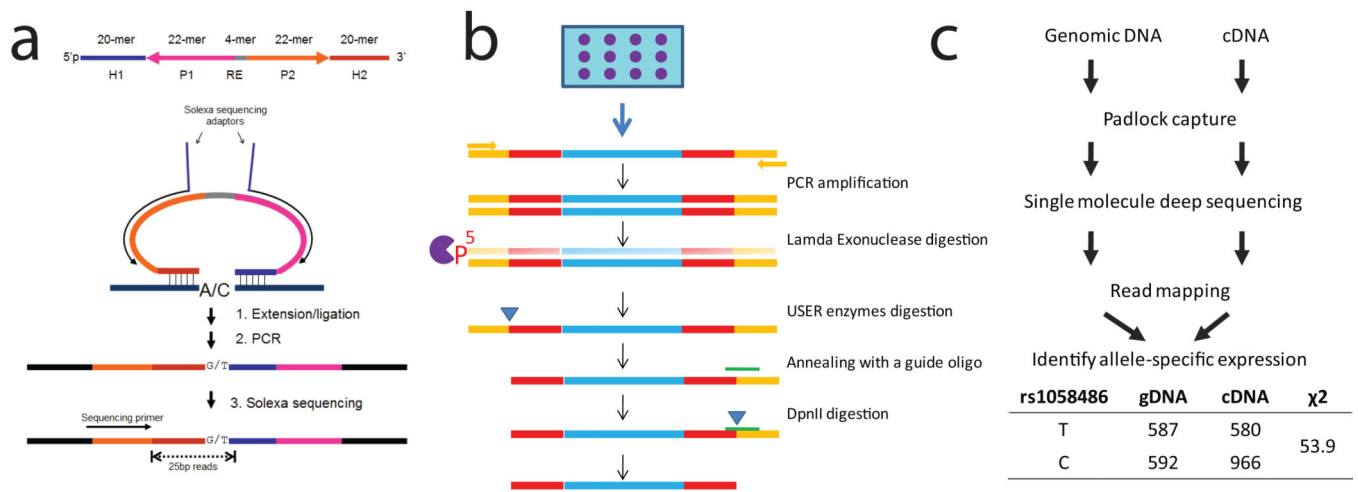 a
20-mer 22-mer 4-mer 22-mer 20-mer
5'p 3'
H1 P1 RE P2 H2
Solexa sequencing
adaptors
A/C
1. Extension/ligation
2. PCR
G/T
3. Solexa sequencing
Sequencing primer
G/T
25bp reads
b
PCR amplification
Lamda Exonuclease digestion
5
P
USER enzymes digestion
Annealing with a guide oligo
DpnII digestion
c
Genomic DNA cDNA
Padlock capture
Single molecule deep sequencing
Read mapping
Identify allele-specific expression
rs1058486 gDNA cDNA χ2
T 587 580
53.9
C 592 966